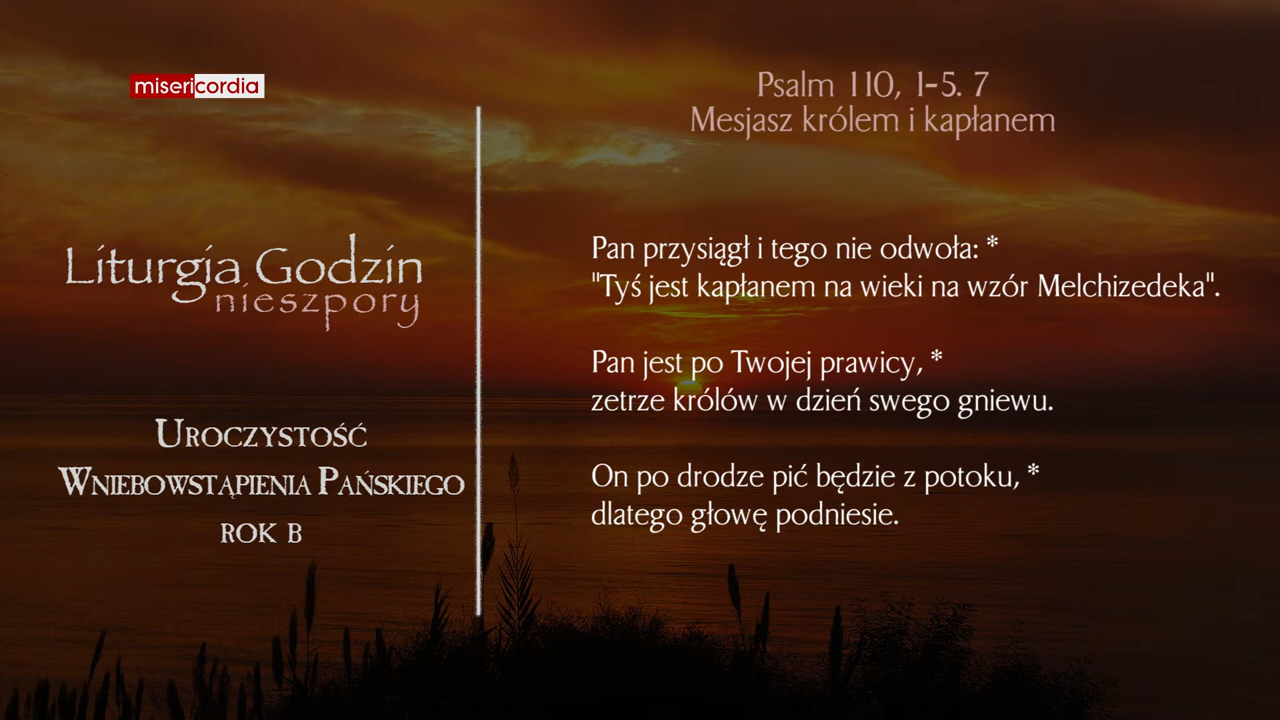 misericordia
Liturgia Godzin
nieszpory
Uroczystość
Wniebowstąpienia Pańskiego
rok B
Psalm 110, 1-5. 7
Mesjasz królem i kapłanem
Pan przysiągł i tego nie odwoła: *
"Tyś jest kapłanem na wieki na wzór Melchizedeka".
Pan jest po Twojej prawicy, *
zetrze królów w dzień swego gniewu.
On po drodze pić będzie z potoku, *
dlatego głowę podniesie.